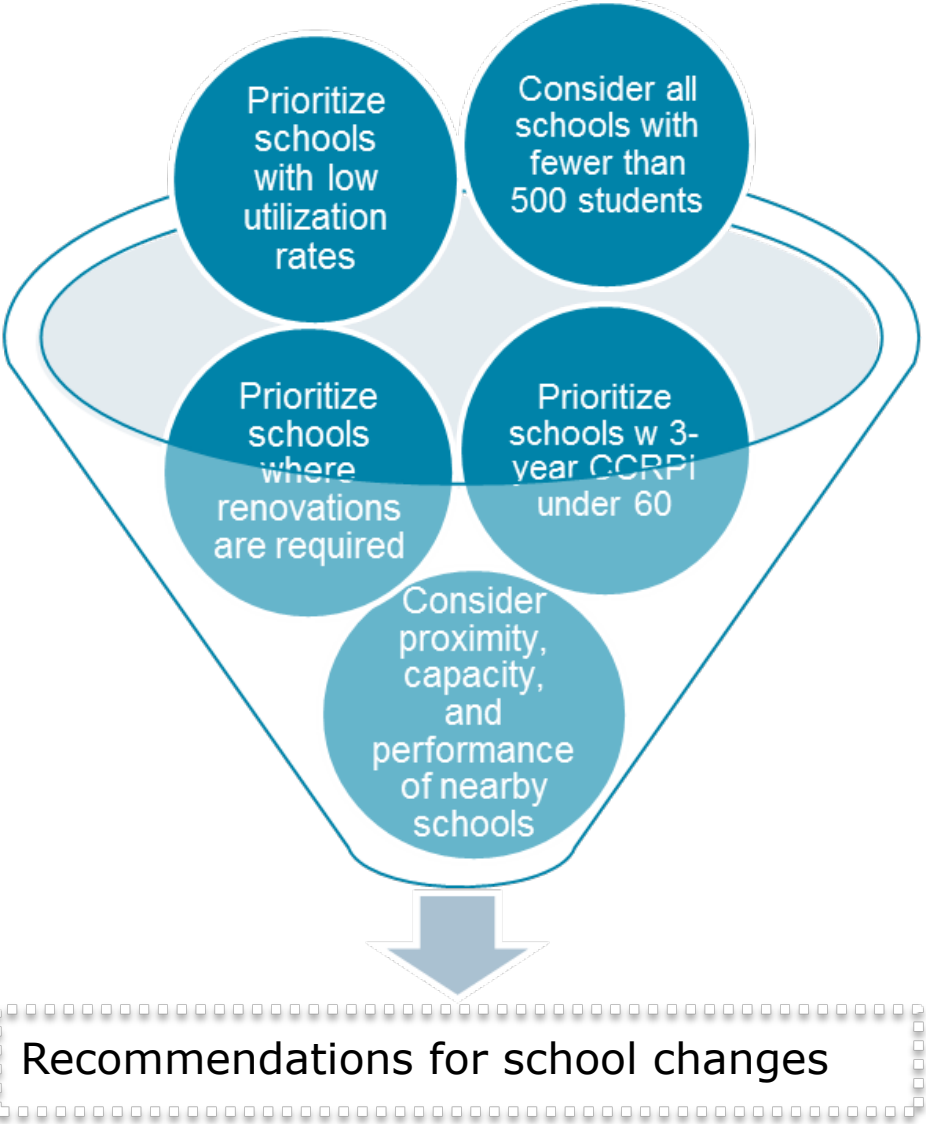 Prioritize
schools
with low
utilization
rates
Consider all
schools with
fewer than
500 students
Prioritize
schools
where
renovations
are required
Prioritize
schools w 3-
year CCRPi
under 60
Consider
proximity,
capacity,
and
performance
of nearby
schools
Recommendations for school changes